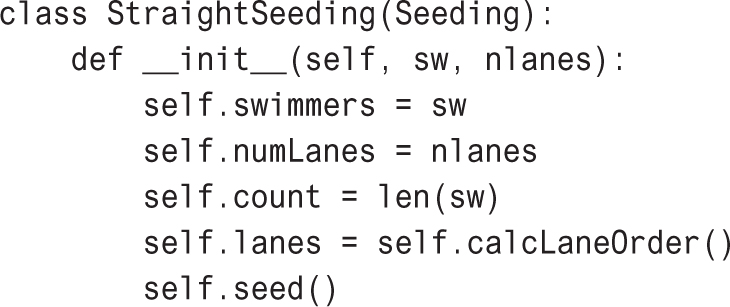 class StraightSeeding(Seeding):
    def __init__(self, sw, nlanes):
        self.swimmers = sw
        self.numLanes = nlanes
        self.count = len(sw)
        self.lanes = self.calcLaneOrder()
        self.seed()